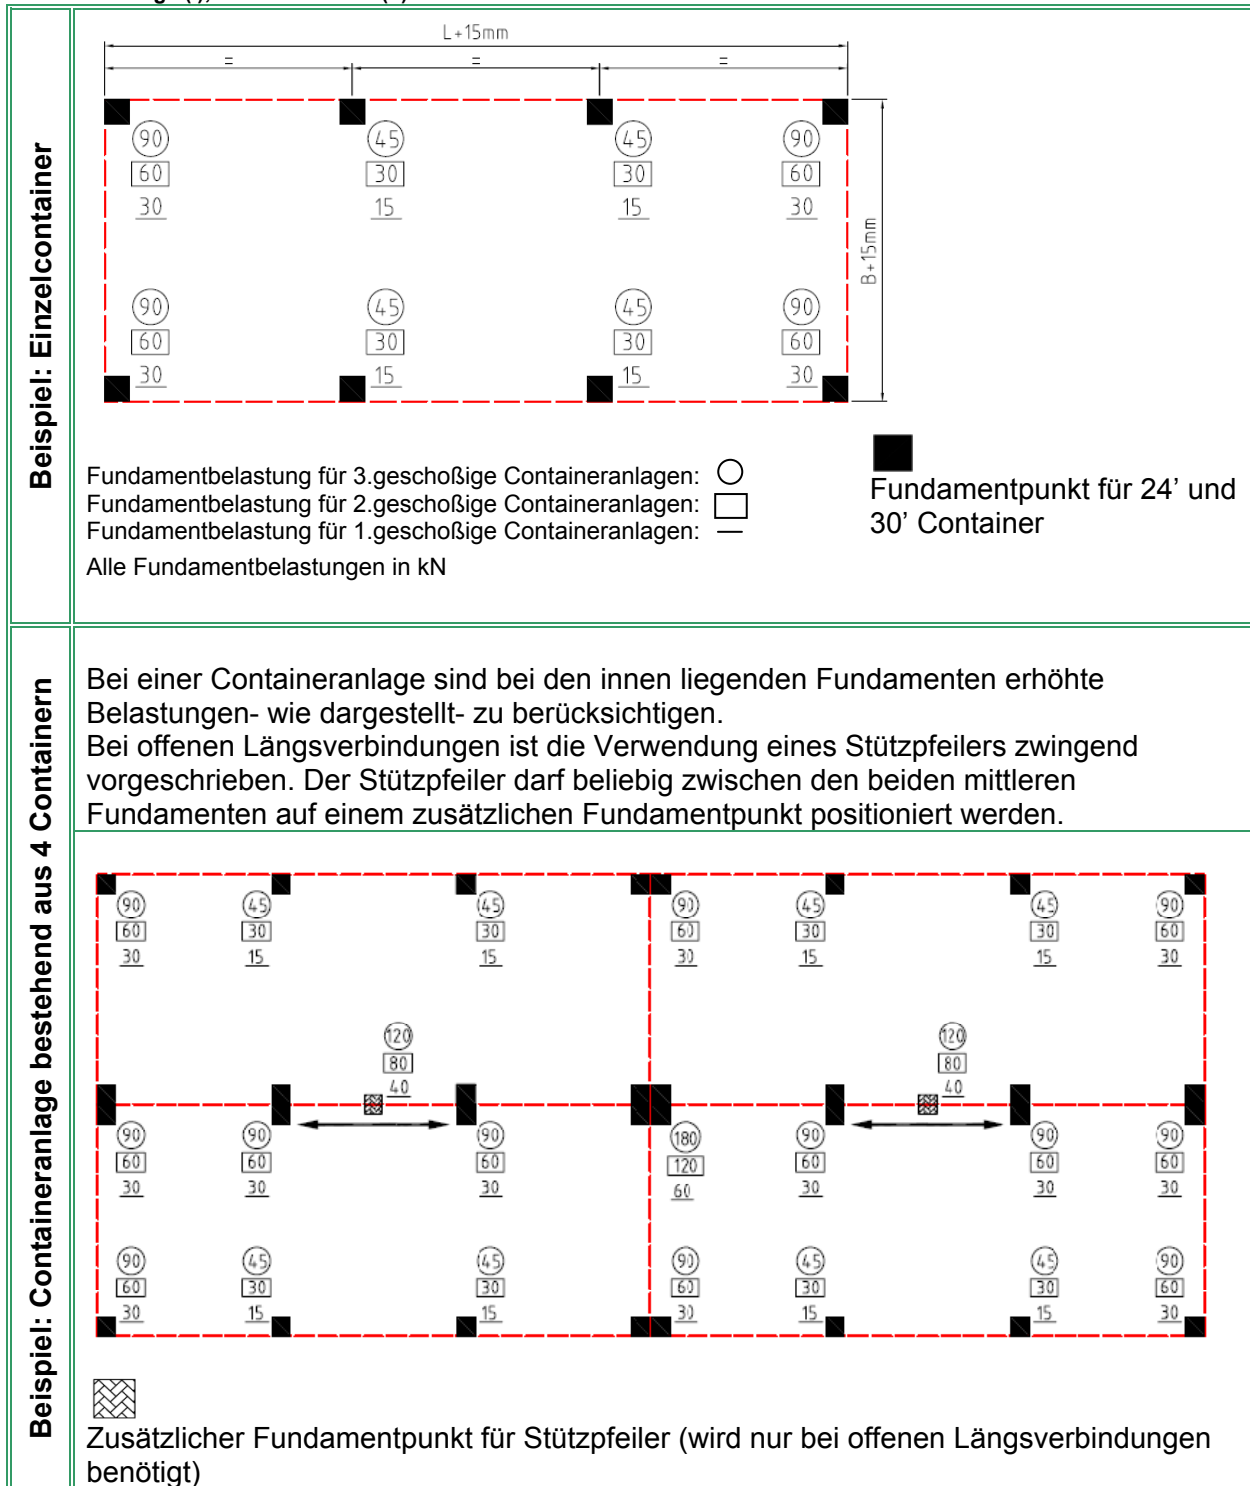 L+15mm
= = =
90 45 45 90
60 30 30 60
30 15 15 30
B+15mm
90 45 45 90
60 30 30 60
30 15 15 30
Beispiel: Einzelcontainer
Fundamentbelastung für 3.geschoßige Containeranlagen:
Fundamentbelastung für 2.geschoßige Containeranlagen:
Fundamentbelastung für 1.geschoßige Containeranlagen:
Alle Fundamentbelastungen in kN
Fundamentpunkt für 24’ und
30’ Container
Beispiel: Containeranlage bestehend aus 4 Containern
Bei einer Containeranlage sind bei den innen liegenden Fundamenten erhöhte
Belastungen- wie dargestellt- zu berücksichtigen.
Bei offenen Längsverbindungen ist die Verwendung eines Stützpfeilers zwingend
vorgeschrieben. Der Stützpfeiler darf beliebig zwischen den beiden mittleren
Fundamenten auf einem zusätzlichen Fundamentpunkt positioniert werden.
90 45 45 90 45 45 90
60 30 30 60 30 30 60
30 15 15 30 15 15 30
120 120
80 80
40 40
90 90 90 180 90 90 90
60 60 60 120 60 60 60
30 30 30 60 30 30 30
90 45 45 90 45 45 90
60 30 30 60 30 30 60
30 15 15 30 15 15 30
Zusätzlicher Fundamentpunkt für Stützpfeiler (wird nur bei offenen Längsverbindungen
benötigt)